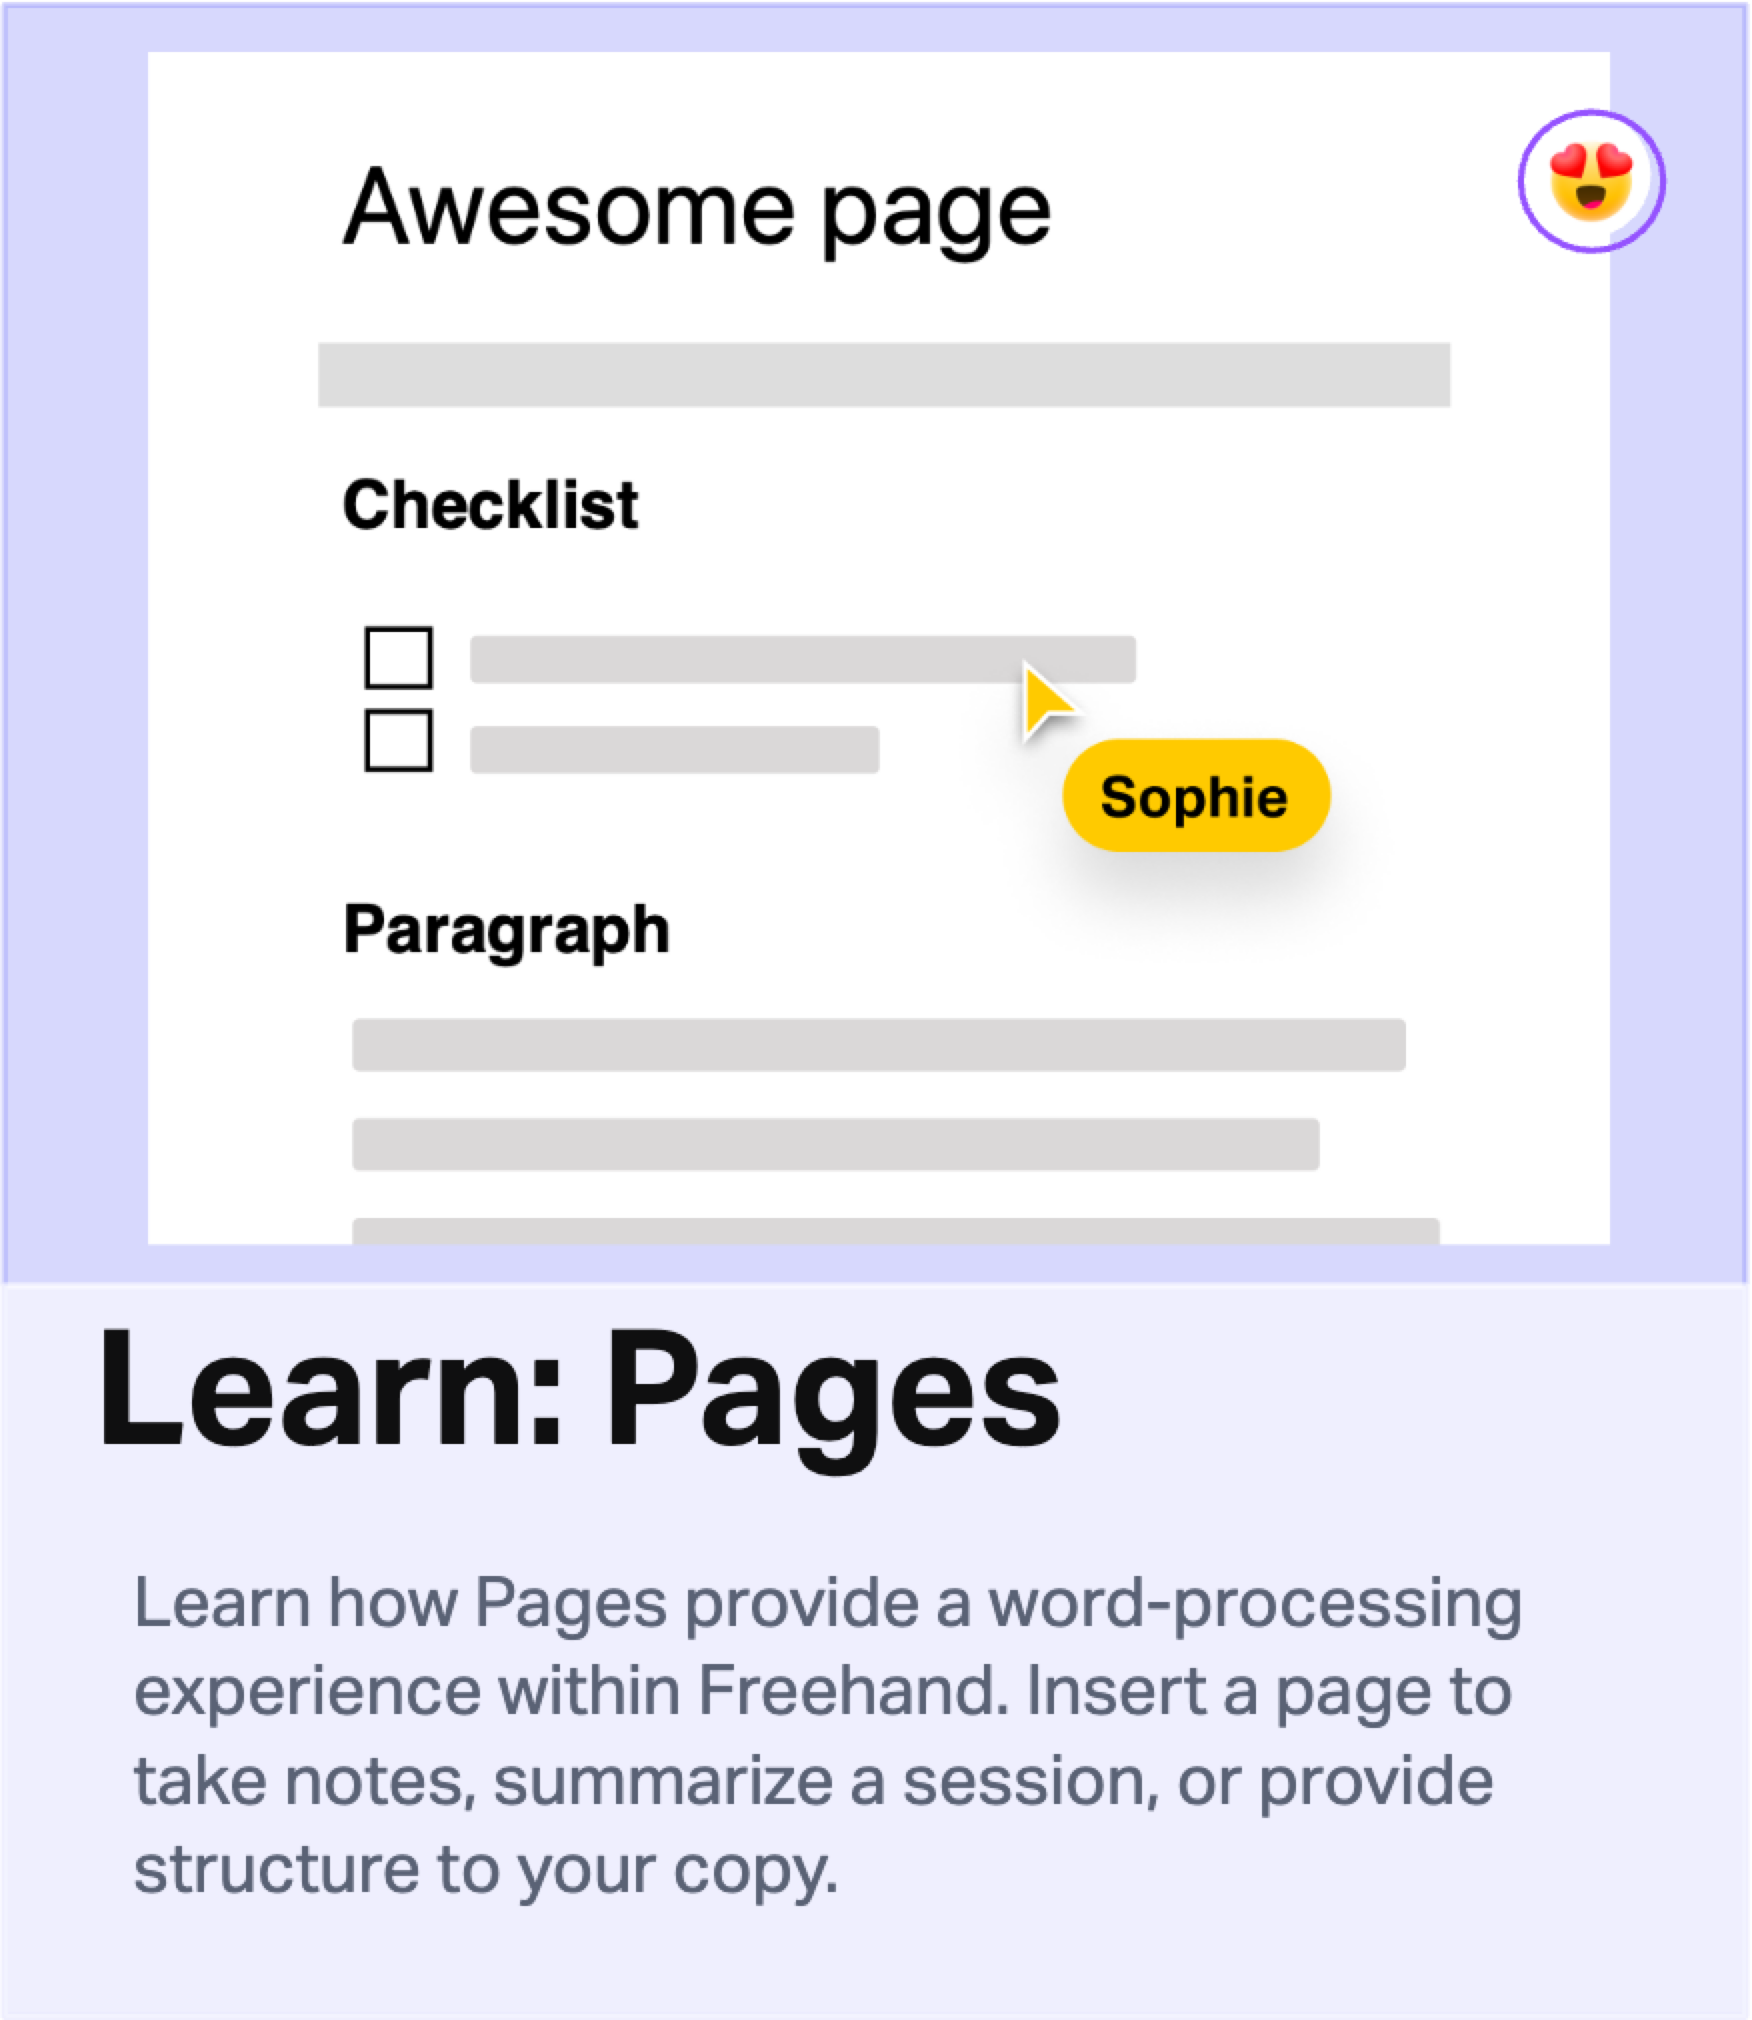 Awesome page
Checklist
Sophie
Paragraph
Learn: Pages
Learn how Pages provide a word-processing
experience within Freehand. Insert a page to
take notes, summarize a session, or provide
structure to your copy.